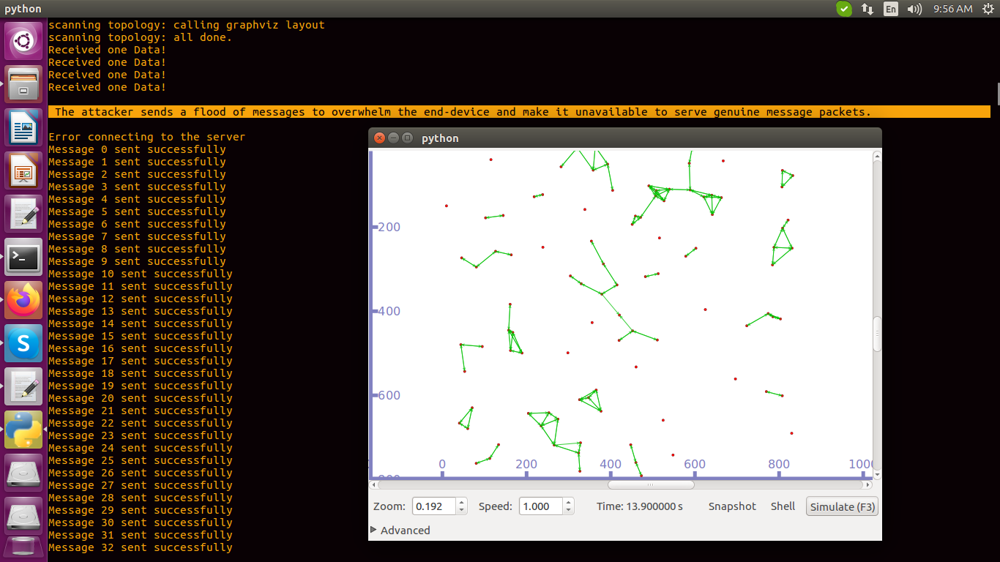 python
En
9:56 AM
scanning topology: calling graphviz layout
scanning topology: all done.
Received one Data!
Received one Data!
Received one Data!
Received one Data!
The attacker sends a flood of messages to overwhelm the end-device and make it unavailable to serve genuine message packets.
Error connecting to the server
Message 0 sent successfully
Message 1 sent successfully
Message 2 sent successfully
Message 3 sent successfully
Message 4 sent successfully
Message 5 sent successfully
Message 6 sent successfully
Message 7 sent successfully
Message 8 sent successfully
Message 9 sent successfully
Message 10 sent successfully
Message 11 sent successfully
Message 12 sent successfully
Message 13 sent successfully
Message 14 sent successfully
Message 15 sent successfully
Message 16 sent successfully
Message 17 sent successfully
Message 18 sent successfully
Message 19 sent successfully
Message 20 sent successfully
Message 21 sent successfully
Message 22 sent successfully
Message 23 sent successfully
Message 24 sent successfully
Message 25 sent successfully
Message 26 sent successfully
Message 27 sent successfully
Message 28 sent successfully
Message 29 sent successfully
Message 30 sent successfully
Message 31 sent successfully
Message 32 sent successfully
python
200
400
600
0 200 400 600 800
Zoom: 0.192 Speed: 1.000 Time: 13.900000 s Snapshot Shell Simulate (F3)
Advanced